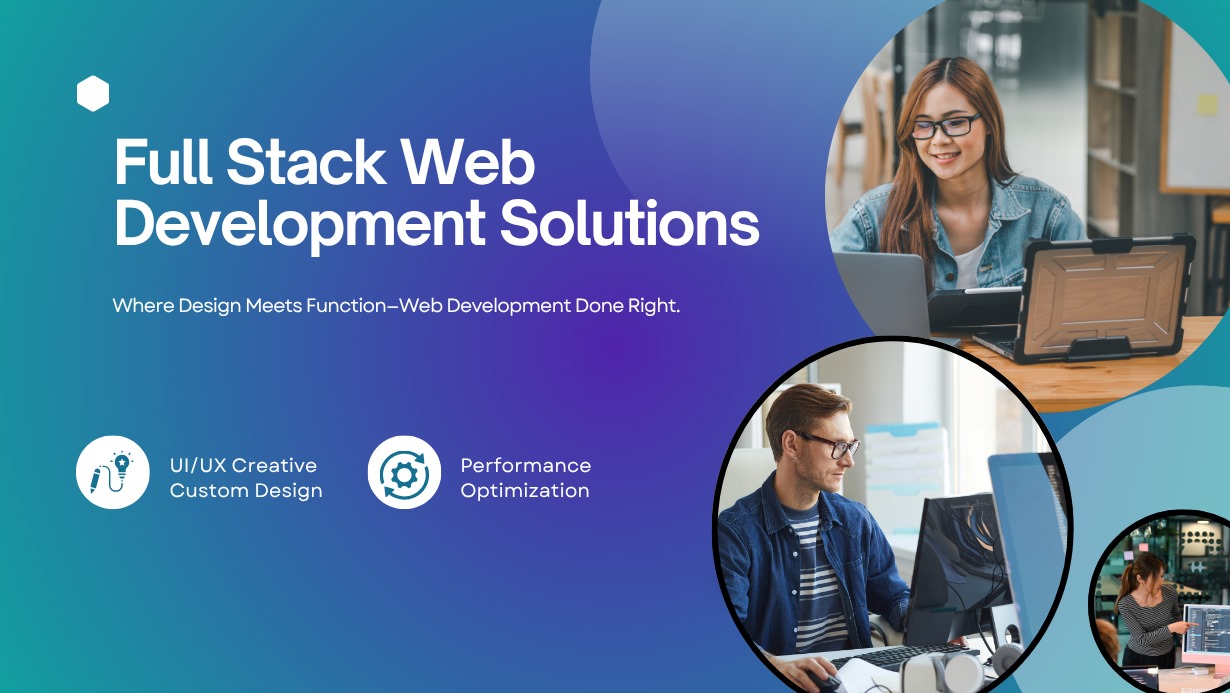 Full Stack Web
Development Solutions
Where Design Meets Function—Web Development Done Right.
UI/UX Creative
Custom Design
Performance
Optimization